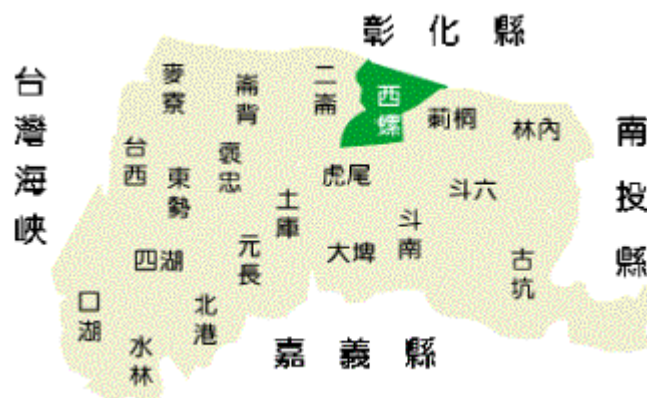 彰化縣
台灣海峽
南投縣
嘉義縣
麥寮
崙背
二崙
西螺
莿桐
林內
台西
東勢
褒忠
土庫
虎尾
斗六
四湖
元長
大埤
斗南
古坑
口湖
水林
北港